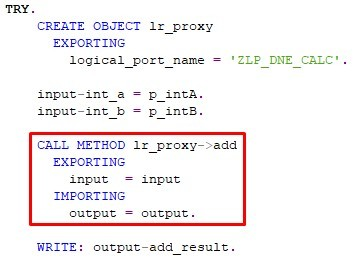 TRY.
CREATE OBJECT lr_proxy
EXPORTING
logical_port_name = 'ZLP_DNE_CALC'.
input-int_a = p_intA.
input-int_b = p_intB.
CALL METHOD lr_proxy->add
EXPORTING
input = input
IMPORTING
output = output.
WRITE: output-add_result.